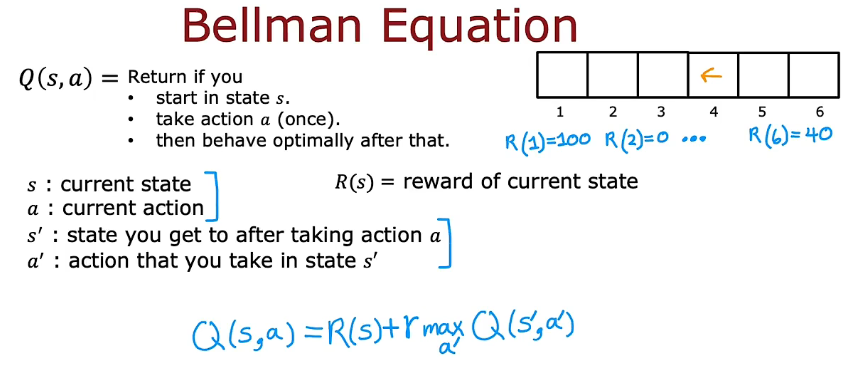 Bellman Equation
Q(s, a) = Return if you
• start in state s.
• take action a (once).
• then behave optimally after that.
←
1 2 3 4 5 6
R(1)=100 R(2)=0 ... R(6)=40
s : current state
R(s) = reward of current state
a : current action
s′ : state you get to after taking action a
a′ : action that you take in state s′
Q(s,a) = R(s)+γ max Q(s′,a′)
a′